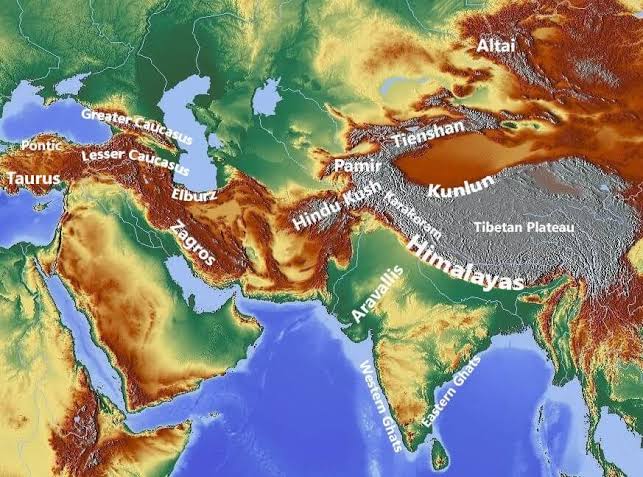 Altai
Greater Caucasus
Tienshan
Pontic
Lesser Caucasus
Pamir
Taurus
Elburz
Kunlun
Hindu Kush
Karakoram
Zagros
Tibetan Plateau
Himalayas
Aravallis
Western Ghats
Eastern Ghats